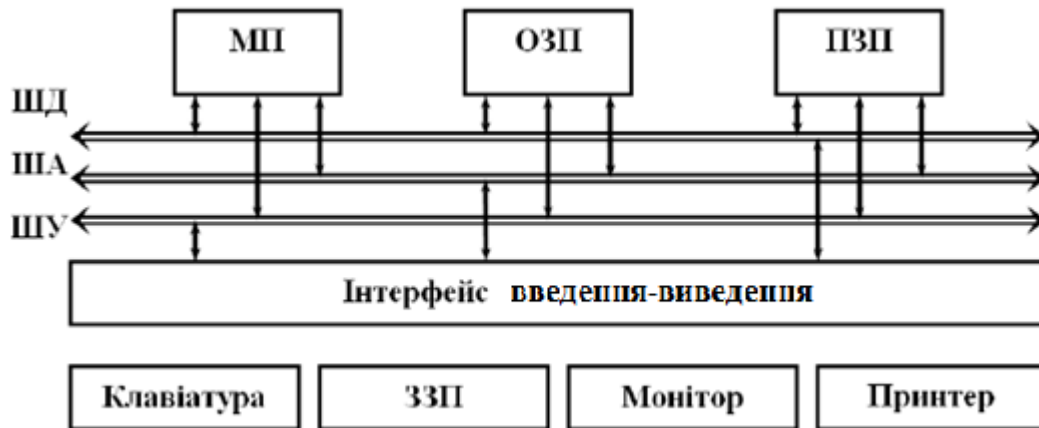 МП ОЗП ПЗП
ШД
ША
ШУ
Інтерфейс введення-виведення
Клавіатура ЗЗП Монітор Принтер